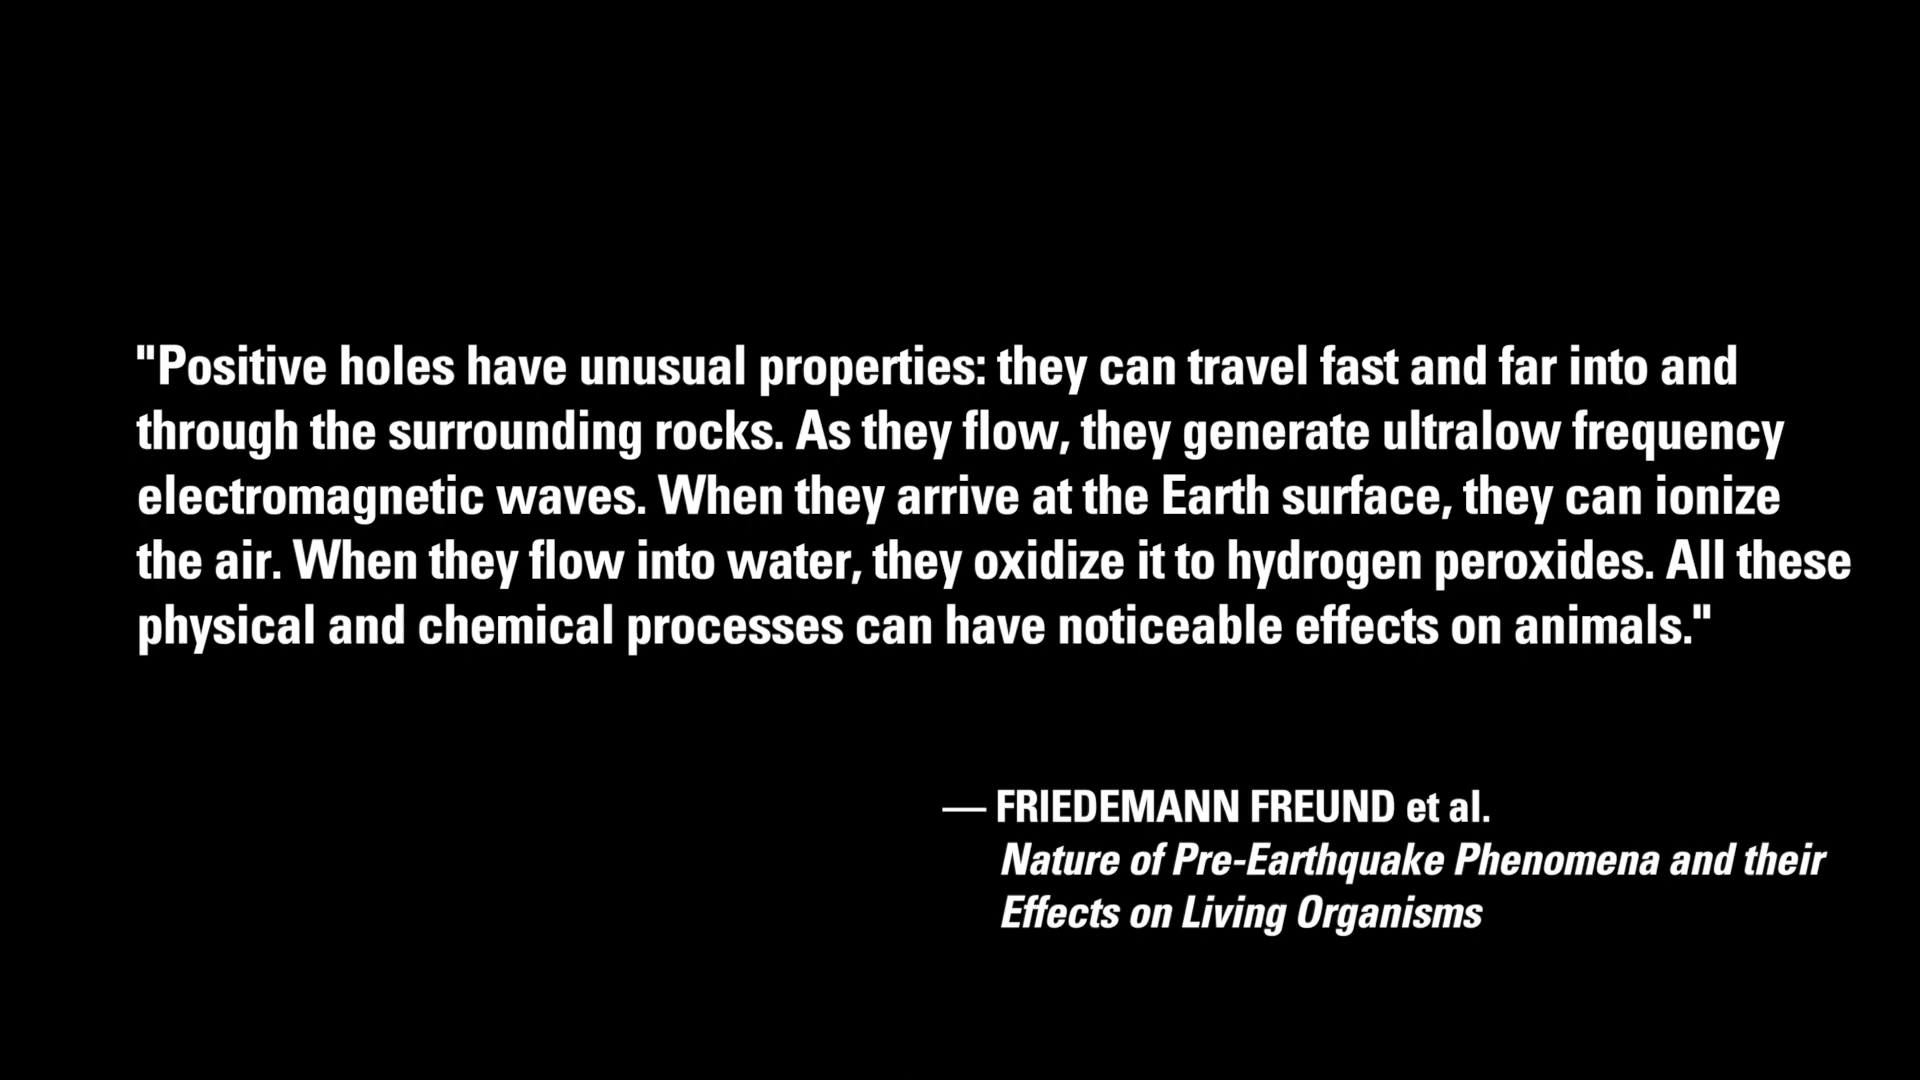 "Positive holes have unusual properties: they can travel fast and far into and
through the surrounding rocks. As they flow, they generate ultralow frequency
electromagnetic waves. When they arrive at the Earth surface, they can ionize
the air. When they flow into water, they oxidize it to hydrogen peroxides. All these
physical and chemical processes can have noticeable effects on animals."
— FRIEDEMANN FREUND et al.
Nature of Pre-Earthquake Phenomena and their
Effects on Living Organisms